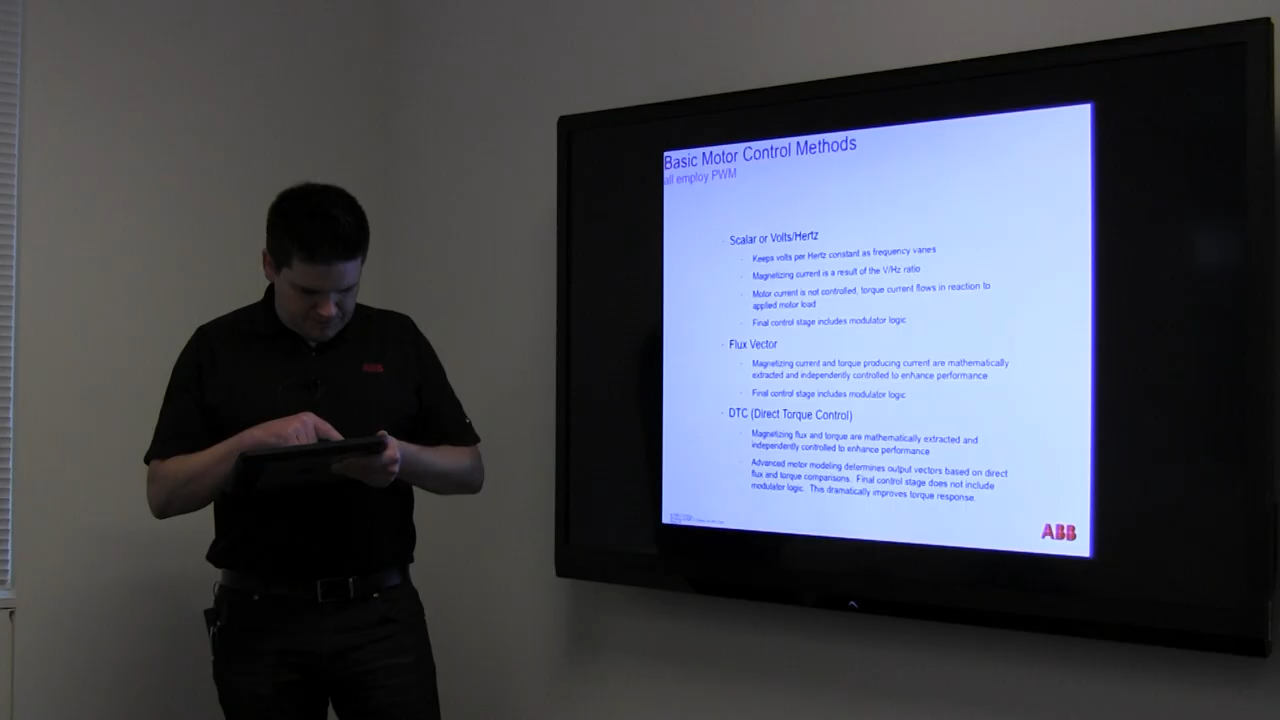 Basic Motor Control Methods
all employ PWM
Scalar or Volts/Hertz
Keeps volts per Hertz constant as frequency varies
Magnetizing current is a result of the V/Hz ratio
Motor current is not controlled, torque current flows in reaction to
applied motor load
Final control stage includes modulator logic
Flux Vector
Magnetizing current and torque producing current are mathematically
extracted and independently controlled to enhance performance
Final control stage includes modulator logic
DTC (Direct Torque Control)
Magnetizing flux and torque are mathematically extracted and
independently controlled to enhance performance
Advanced motor modeling determines output vectors based on direct
flux and torque comparisons. Final control stage does not include
modulator logic. This dramatically improves torque response.
ABB
ABB